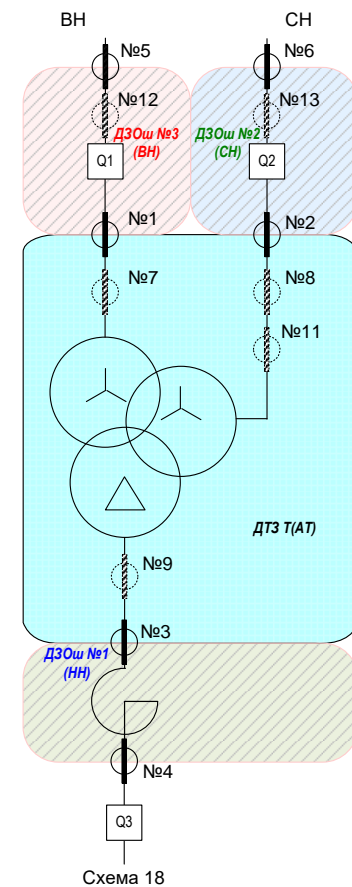 ВН
СН
№5
№6
№12
№13
ДЗОш №3
(ВН)
ДЗОш №2
(СН)
Q1
Q2
№1
№2
№7
№8
№11
ДТЗ Т(АТ)
№9
№3
ДЗОш №1
(НН)
№4
Q3
Схема 18